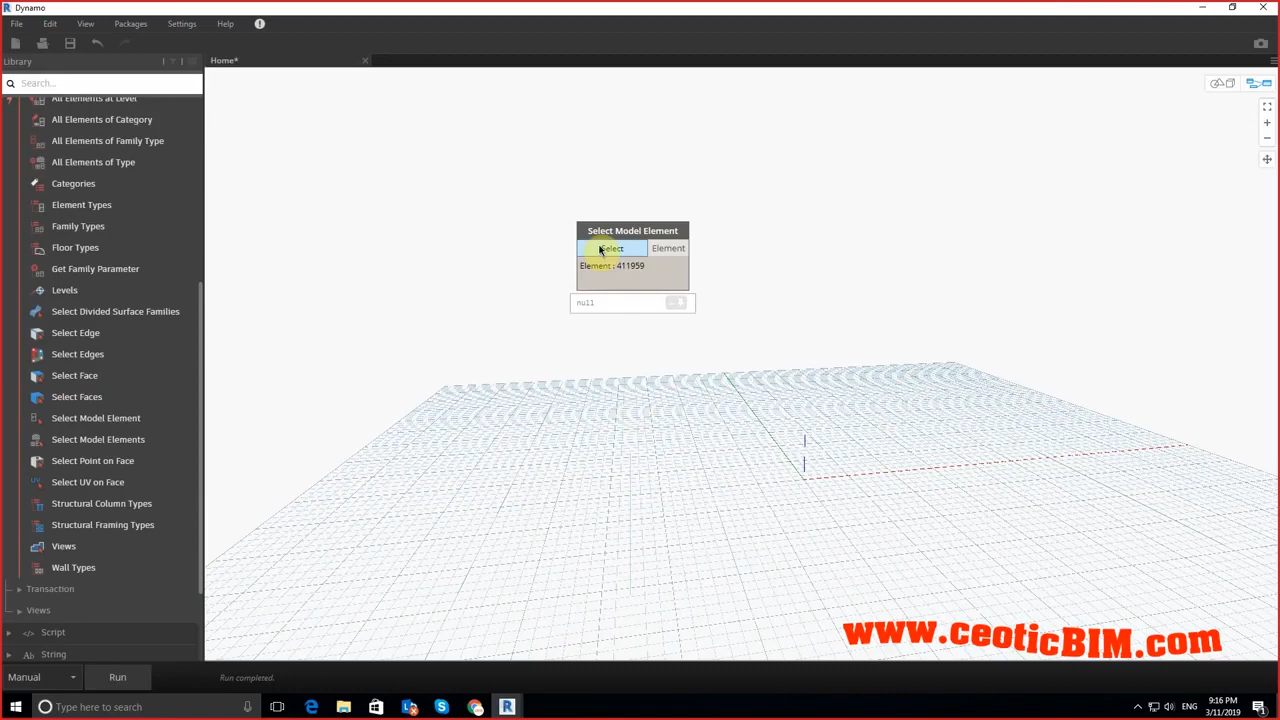 Dynamo
File Edit View Packages Settings Help
Library
Home*
Search...
All Elements at Level
All Elements of Category
All Elements of Family Type
All Elements of Type
Categories
Element Types
Family Types
Floor Types
Get Family Parameter
Levels
Select Divided Surface Families
Select Edge
Select Edges
Select Face
Select Faces
Select Model Element
Select Model Elements
Select Point on Face
Select UV on Face
Structural Column Types
Structural Framing Types
Views
Wall Types
Transaction
Views
Script
String
Select Model Element
Select Element
Element : 411959
null
www.ceoticBIM.com
Manual Run Run completed.
Type here to search
ENG
9:16 PM
3/11/2019